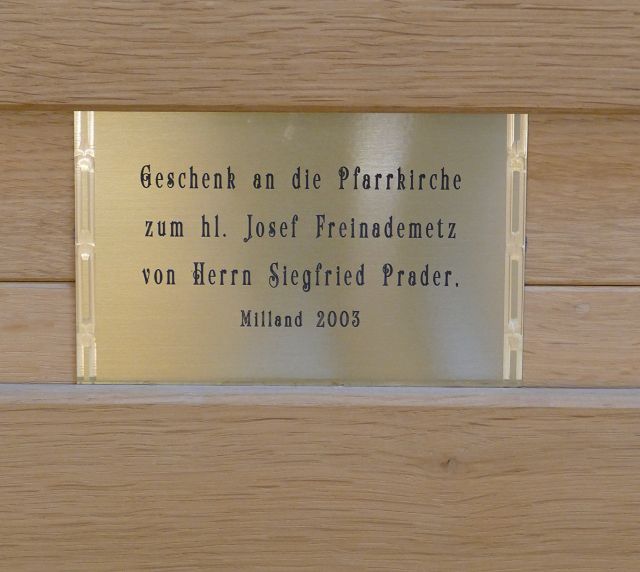 Geschenk an die Pfarrkirche
zum hl. Josef Freinademetz
von Herrn Siegfried Prader.
Milland 2003